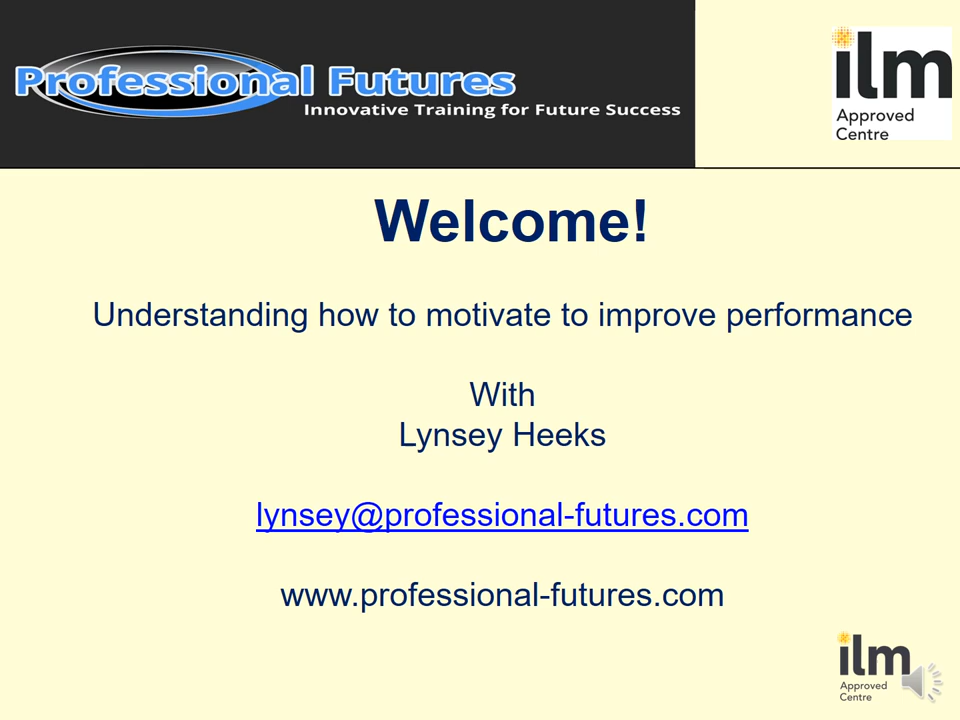 Professional Futures
Innovative Training for Future Success
ilm
Approved
Centre
Welcome!
Understanding how to motivate to improve performance
With
Lynsey Heeks
lynsey@professional-futures.com
www.professional-futures.com
ilm
Approved
Centre